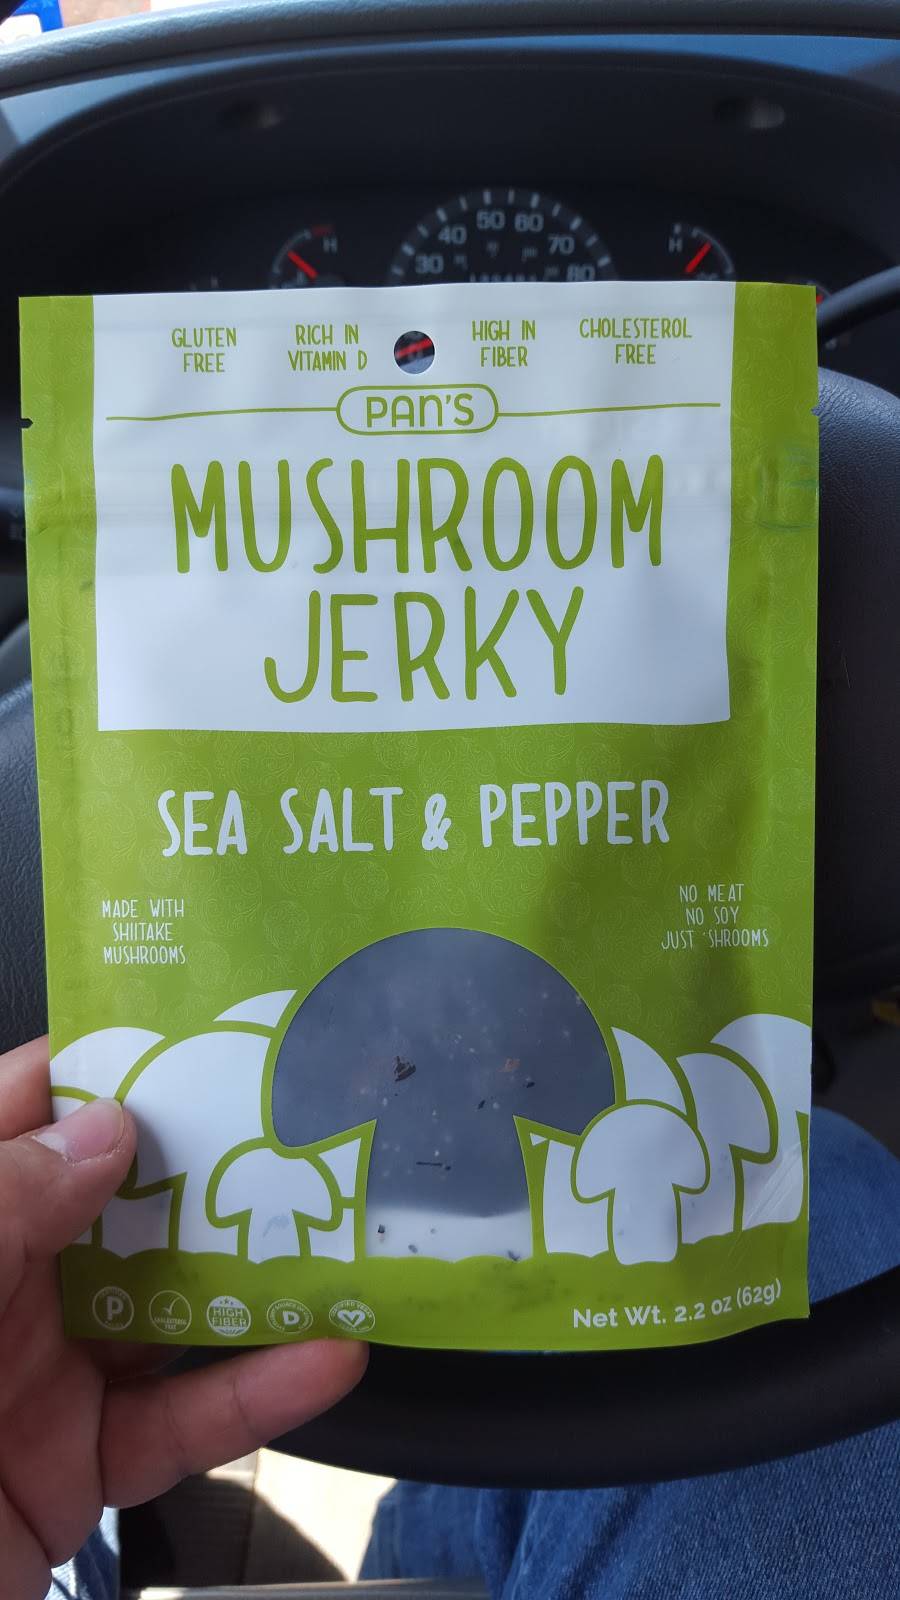 50 60
40 70
30 80
H
H
GLUTEN
FREE
RICH IN
VITAMIN D
HIGH IN
FIBER
CHOLESTEROL
FREE
PAN'S
MUSHROOM
JERKY
SEA SALT & PEPPER
MADE WITH
SHIITAKE
MUSHROOMS
NO MEAT
NO SOY
JUST 'SHROOMS
P
HIGH
FIBER
D
Net Wt. 2.2 oz (62g)